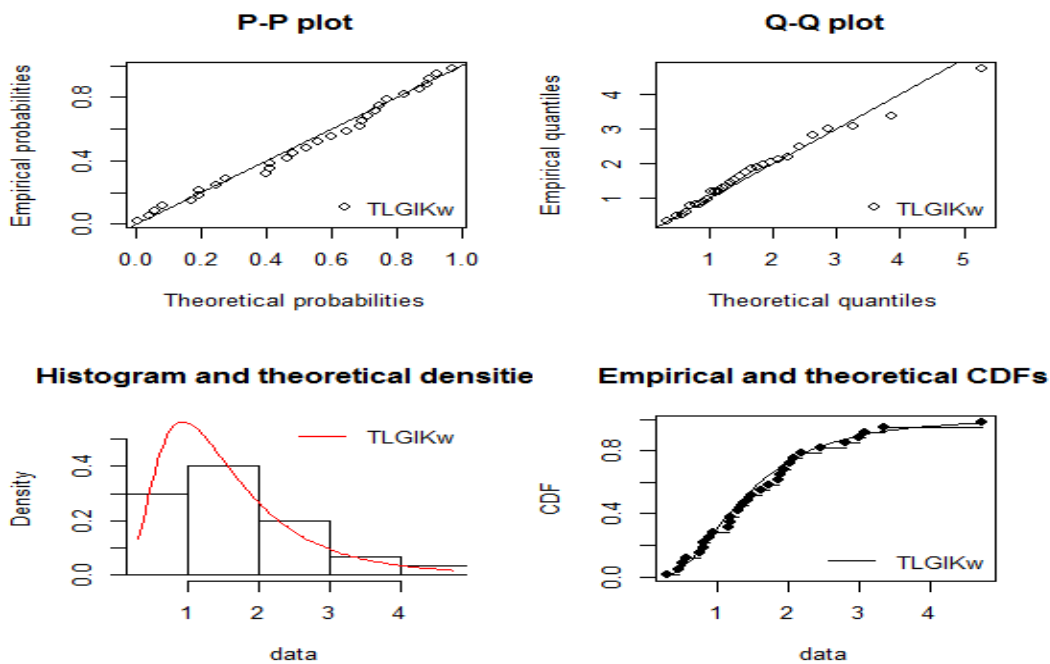 P-P plot
Empirical probabilities
0.0 0.4 0.8
TLGIKw
0.0 0.2 0.4 0.6 0.8 1.0
Theoretical probabilities
Q-Q plot
Empirical quantiles
1 2 3 4
TLGIKw
1 2 3 4 5
Theoretical quantiles
Histogram and theoretical densitie
Density
0.0 0.2 0.4
TLGIKw
1 2 3 4
data
Empirical and theoretical CDFs
CDF
0.0 0.4 0.8
TLGIKw
1 2 3 4
data